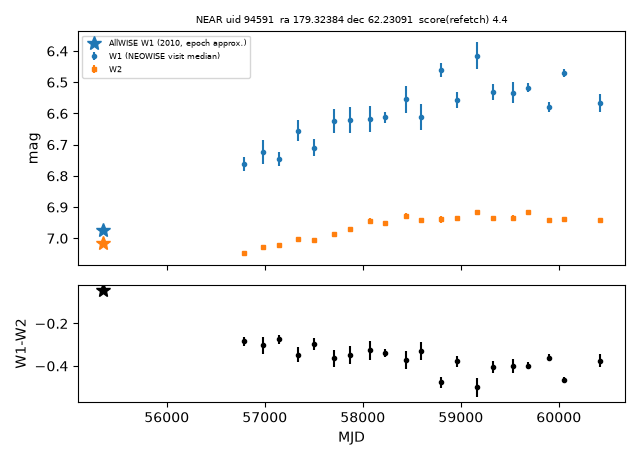 NEAR uid 94591  ra 179.32384 dec 62.23091  score(refetch) 4.4
AllWISE W1 (2010, epoch approx.)
W1 (NEOWISE visit median)
W2
mag
6.4
6.5
6.6
6.7
6.8
6.9
7.0
W1-W2
−0.2
−0.4
56000
57000
58000
59000
60000
MJD